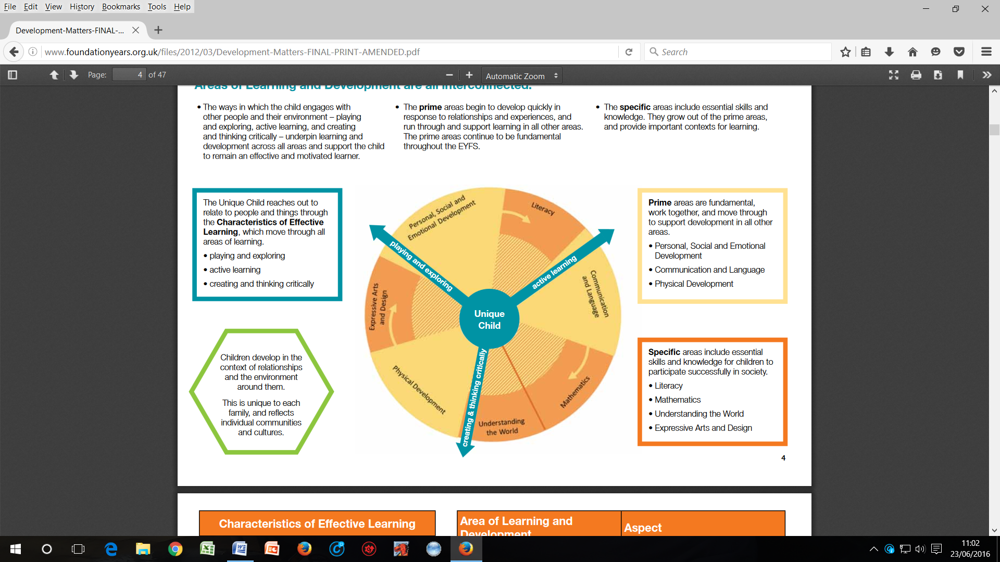 File Edit View History Bookmarks Tools Help
Development-Matters-FINAL-...
www.foundationyears.org.uk/files/2012/03/Development-Matters-FINAL-PRINT-AMENDED.pdf
Search
Page: 4 of 47
Automatic Zoom
Areas of Learning and Development are all interconnected.
• The ways in which the child engages with
other people and their environment – playing
and exploring, active learning, and creating
and thinking critically – underpin learning and
development across all areas and support the child
to remain an effective and motivated learner.
• The prime areas begin to develop quickly in
response to relationships and experiences, and
run through and support learning in all other areas.
The prime areas continue to be fundamental
throughout the EYFS.
• The specific areas include essential skills and
knowledge. They grow out of the prime areas,
and provide important contexts for learning.
The Unique Child reaches out to
relate to people and things through
the Characteristics of Effective
Learning, which move through all
areas of learning.
• playing and exploring
• active learning
• creating and thinking critically
Children develop in the
context of relationships
and the environment
around them.
This is unique to each
family, and reflects
individual communities
and cultures.
Personal, Social and
Emotional Development
Literacy
Communication
and Language
Mathematics
Understanding
the World
Physical Development
Expressive Arts
and Design
playing and exploring
active learning
creating & thinking critically
Unique
Child
Prime areas are fundamental,
work together, and move through
to support development in all other
areas.
• Personal, Social and Emotional
Development
• Communication and Language
• Physical Development
Specific areas include essential
skills and knowledge for children to
participate successfully in society.
• Literacy
• Mathematics
• Understanding the World
• Expressive Arts and Design
4
Characteristics of Effective Learning
Area of Learning and
Development
Aspect
11:02
23/06/2016